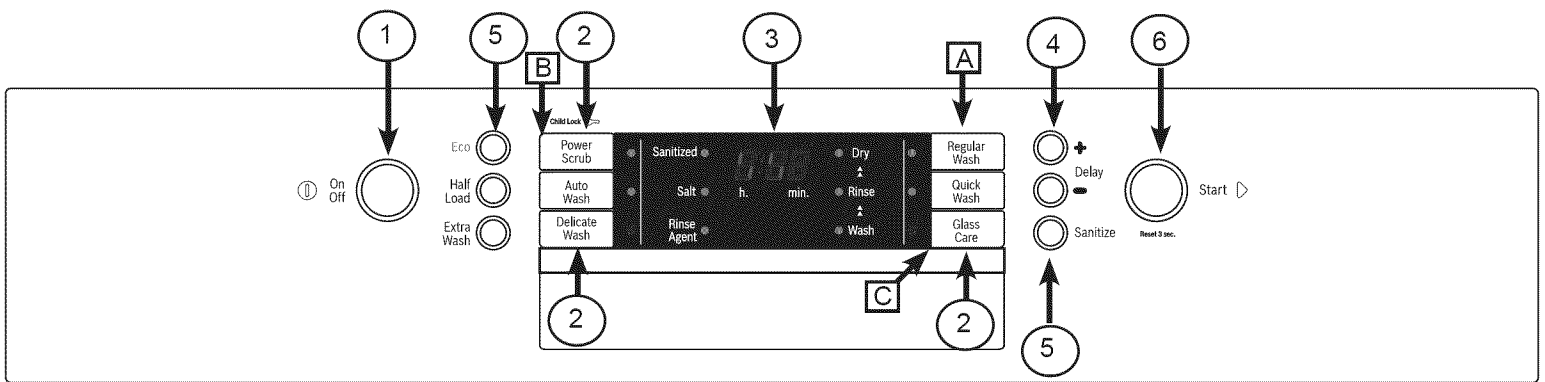 1
5
2
3
4
6
B
A
Child Lock
Eco
Power
Scrub
Sanitized
Dry
Regular
Wash
+
Delay
On
Off
Half
Load
Auto
Wash
Salt
h.
min.
Rinse
Quick
Wash
-
Start
Extra
Wash
Delicate
Wash
Rinse
Agent
Wash
Glass
Care
Sanitize
Reset 3 sec.
C
2
2
5